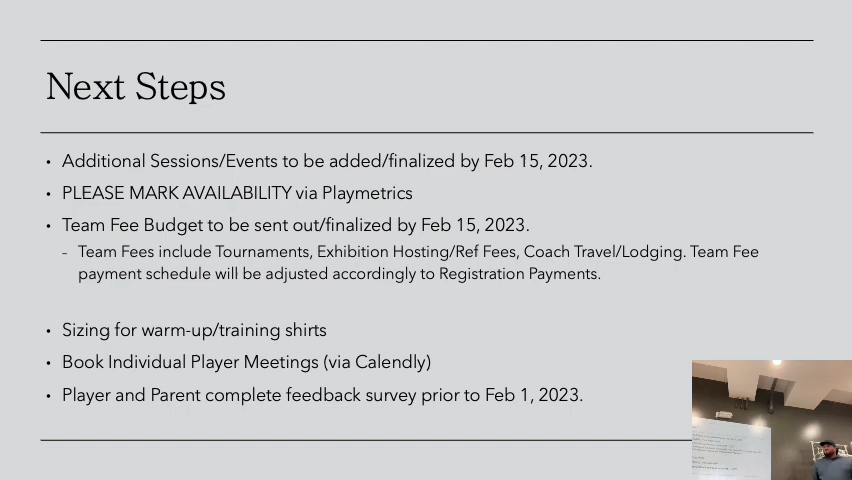 Next Steps
• Additional Sessions/Events to be added/finalized by Feb 15, 2023.
• PLEASE MARK AVAILABILITY via Playmetrics
• Team Fee Budget to be sent out/finalized by Feb 15, 2023.
– Team Fees include Tournaments, Exhibition Hosting/Ref Fees, Coach Travel/Lodging. Team Fee
payment schedule will be adjusted accordingly to Registration Payments.
• Sizing for warm-up/training shirts
• Book Individual Player Meetings (via Calendly)
• Player and Parent complete feedback survey prior to Feb 1, 2023.